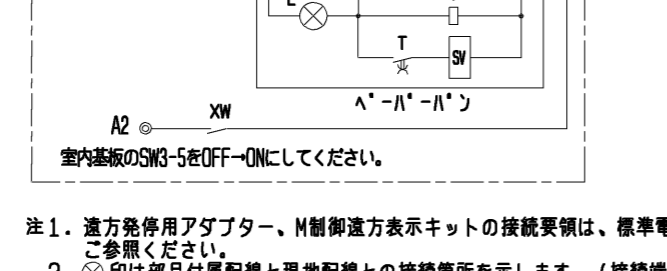 T
SV
ペーパーパン
XW
A2
室内基板のSW3-5をOFF→ONにしてください。
注1. 遠方発停用アダプター、M制御遠方表示キットの接続要領は、標準電
ご参照ください。
2. ⊗印は部品付属配線と現地配線との接続箇所を示します。(接続端